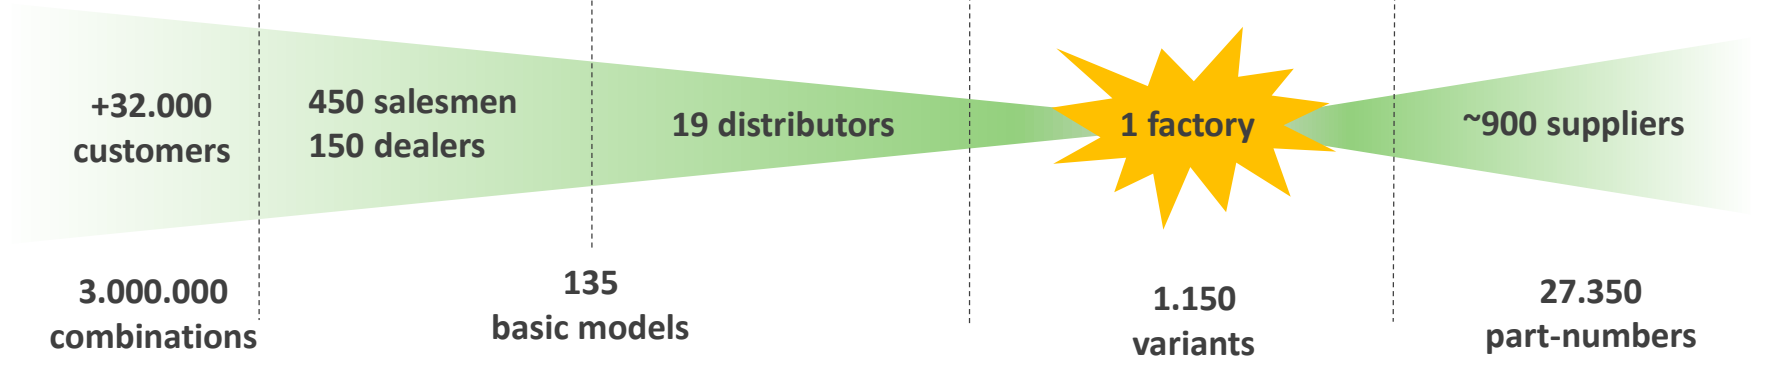 +32.000
customers
450 salesmen
150 dealers
19 distributors
1 factory
~900 suppliers
3.000.000
combinations
135
basic models
1.150
variants
27.350
part-numbers